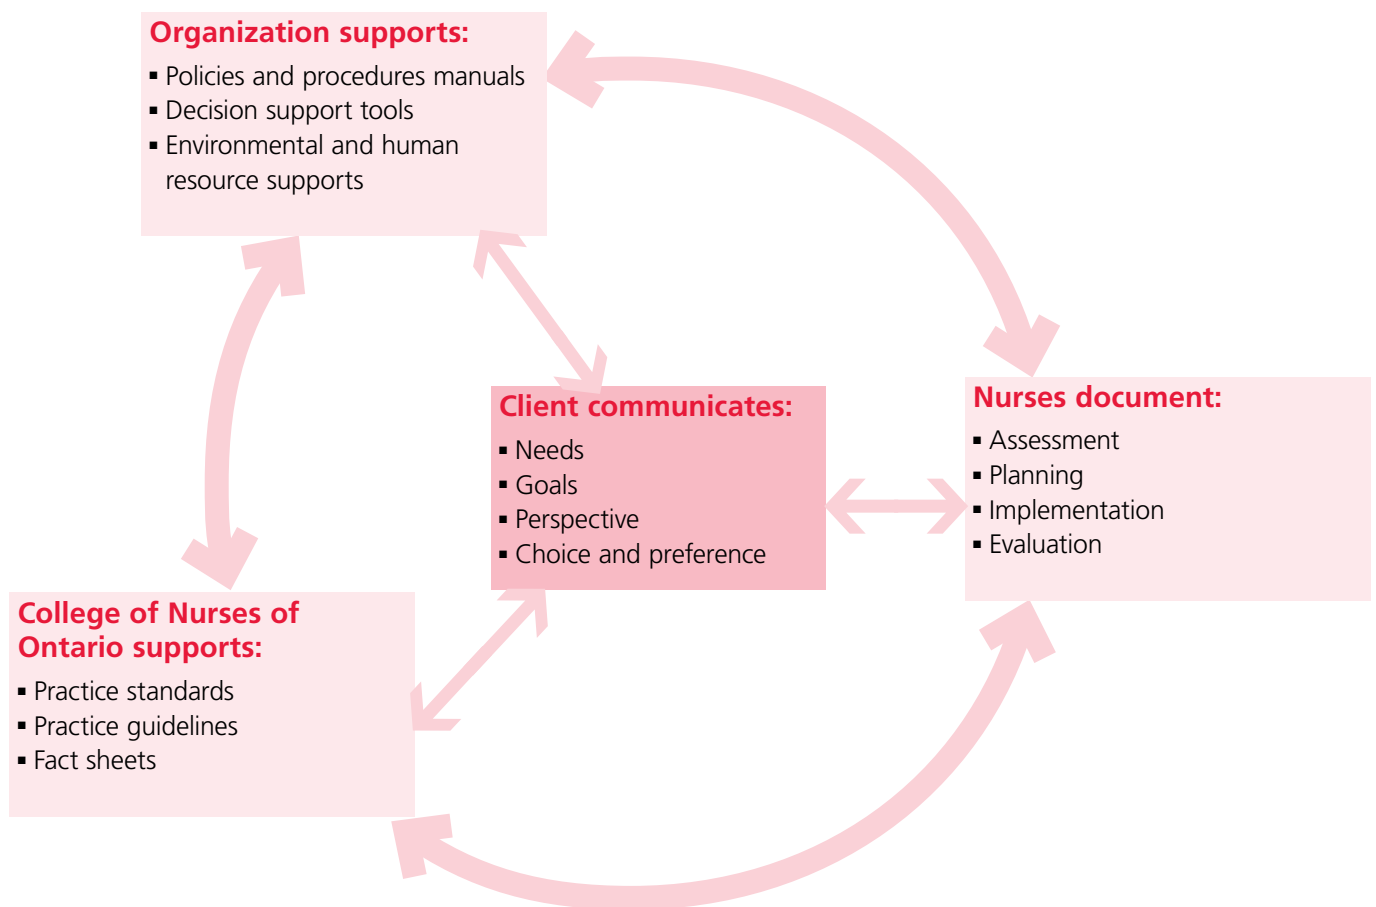 Organization supports:
▪ Policies and procedures manuals
▪ Decision support tools
▪ Environmental and human
resource supports
Client communicates:
▪ Needs
▪ Goals
▪ Perspective
▪ Choice and preference
Nurses document:
▪ Assessment
▪ Planning
▪ Implementation
▪ Evaluation
College of Nurses of
Ontario supports:
▪ Practice standards
▪ Practice guidelines
▪ Fact sheets